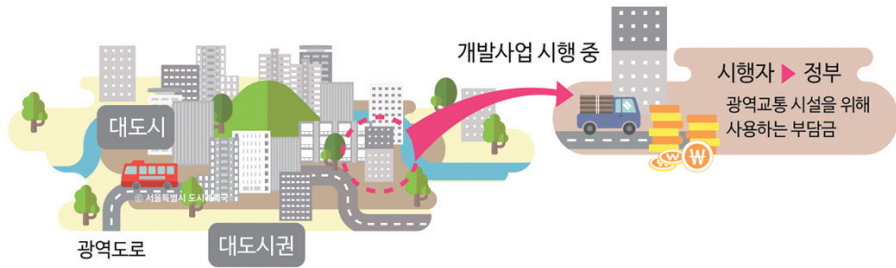 개발사업 시행 중
시행자 ▶ 정부
광역교통 시설을 위해
사용하는 부담금
대도시
© 서울특별시 도시계획국
광역도로
대도시권